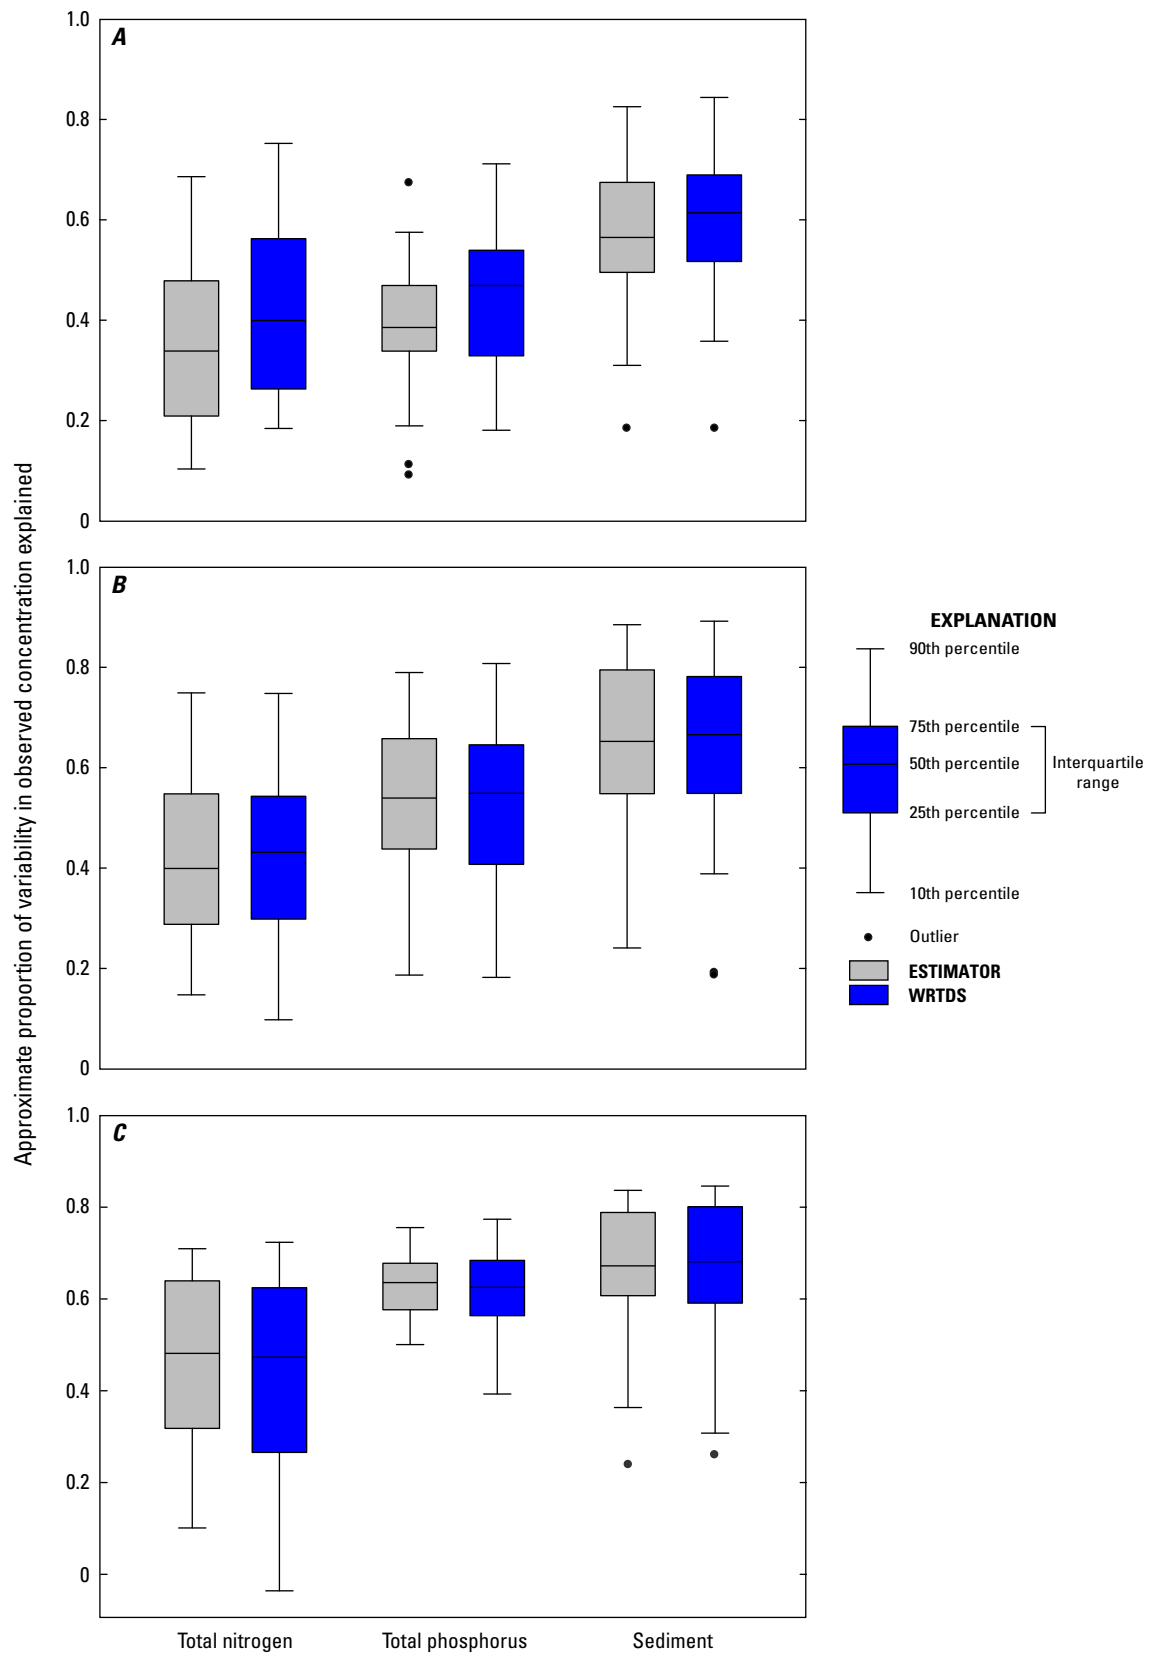 Approximate proportion of variability in observed concentration explained
A
1.0
0.8
0.6
0.4
0.2
0
B
1.0
0.8
0.6
0.4
0.2
0
C
1.0
0.8
0.6
0.4
0.2
0
Total nitrogen
Total phosphorus
Sediment
EXPLANATION
90th percentile
75th percentile
50th percentile
25th percentile
Interquartile
range
10th percentile
Outlier
ESTIMATOR
WRTDS